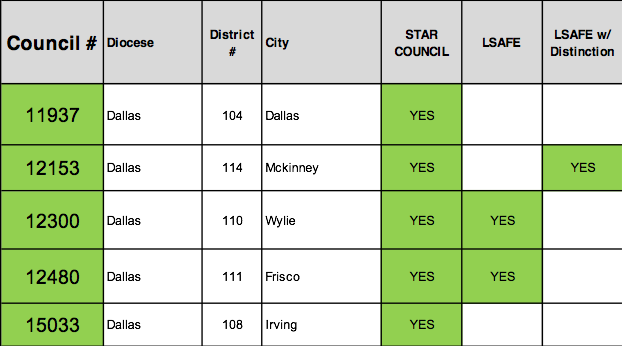 Council # Diocese District # City STAR COUNCIL LSAFE LSAFE w/ Distinction
11937 Dallas 104 Dallas YES
12153 Dallas 114 Mckinney YES YES
12300 Dallas 110 Wylie YES YES
12480 Dallas 111 Frisco YES YES
15033 Dallas 108 Irving YES